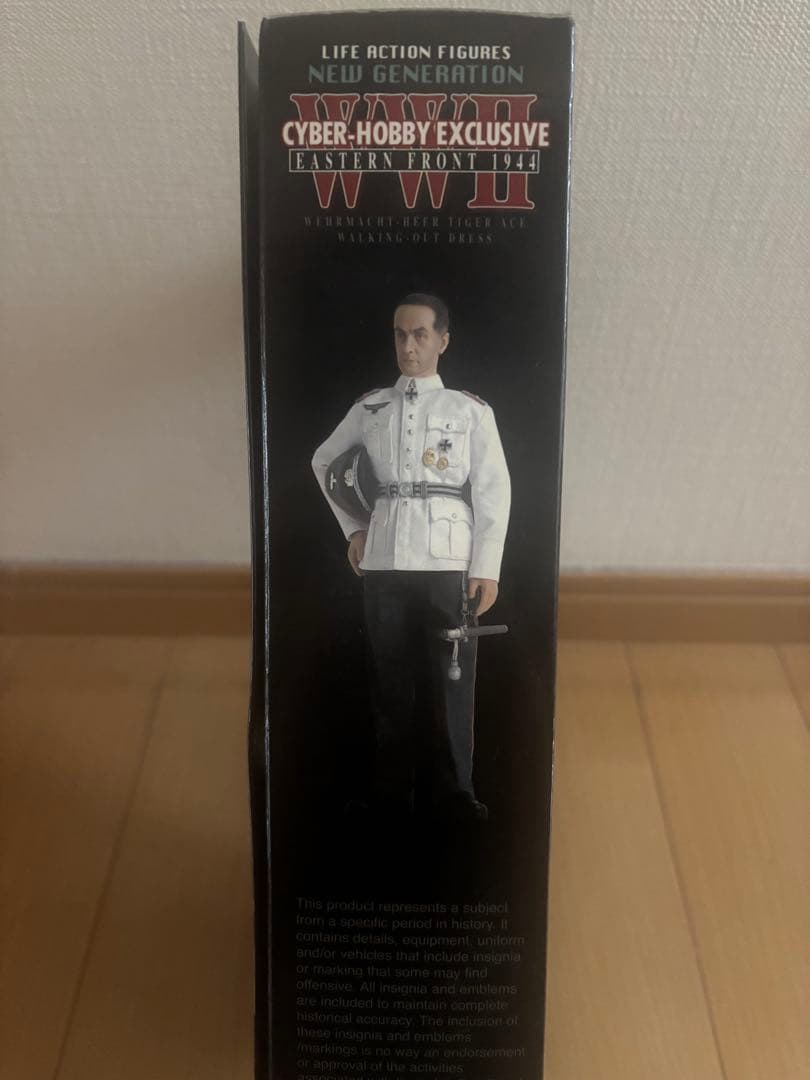 LIFE ACTION FIGURES
NEW GENERATION
WWII
CYBER-HOBBY EXCLUSIVE
EASTERN FRONT 1944
WEHRMACHT-HEER TIGER ACE
WALKING-OUT DRESS
This product represents a subject
from a specific period in history. It
contains details, equipment, uniform
and/or vehicles that include insignia
or marking that some may find
offensive. All insignia and emblems
are included to maintain complete
historical accuracy. The inclusion of
these insignia and emblems
/markings is no way an endorsement
or approval of the activities